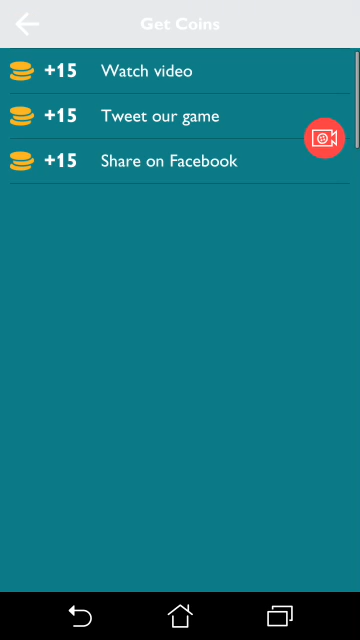 Get Coins
+15 Watch video
+15 Tweet our game
+15 Share on Facebook